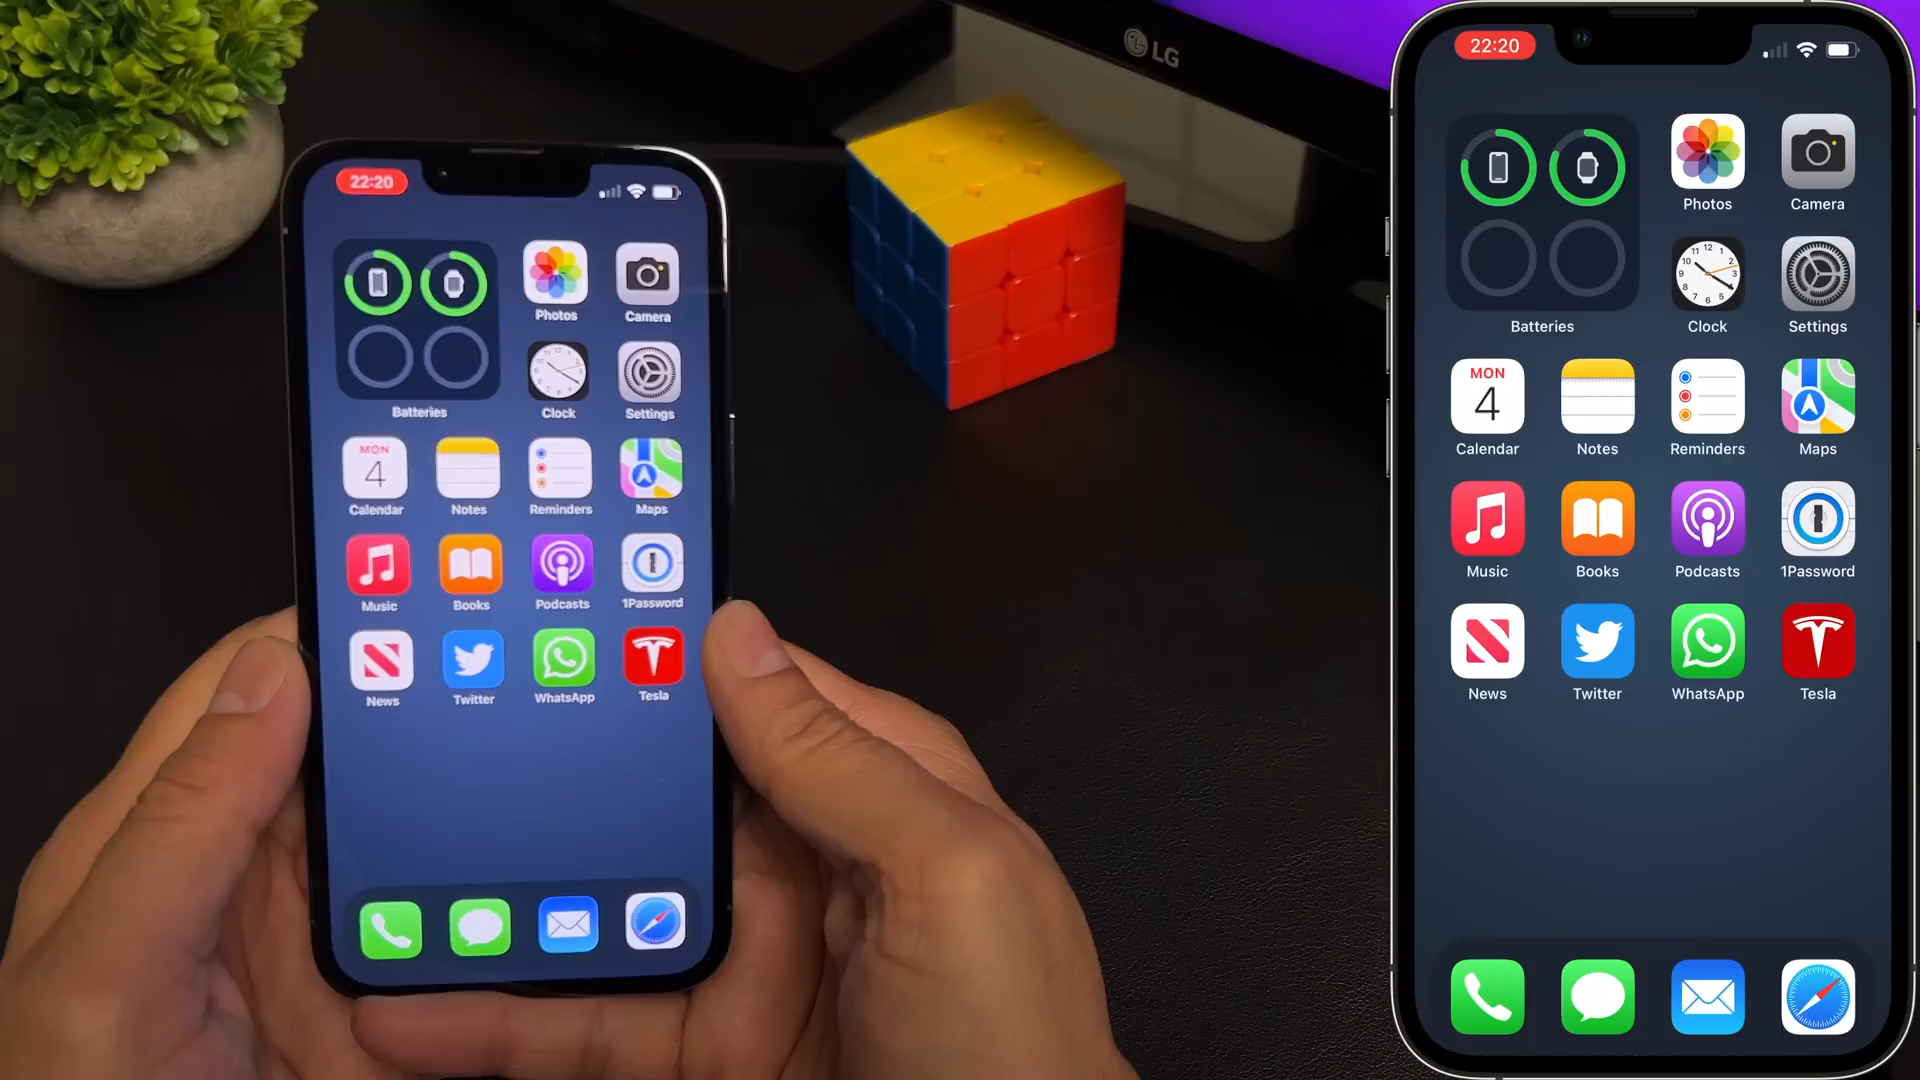 LG
22:20
Photos
Camera
Batteries
Clock
Settings
MON
4
Calendar
Notes
Reminders
Maps
Music
Books
Podcasts
1Password
News
Twitter
WhatsApp
Tesla
22:20
Photos
Camera
12
Batteries
Clock
Settings
MON
4
Calendar
Notes
Reminders
Maps
Music
Books
Podcasts
1Password
News
Twitter
WhatsApp
Tesla